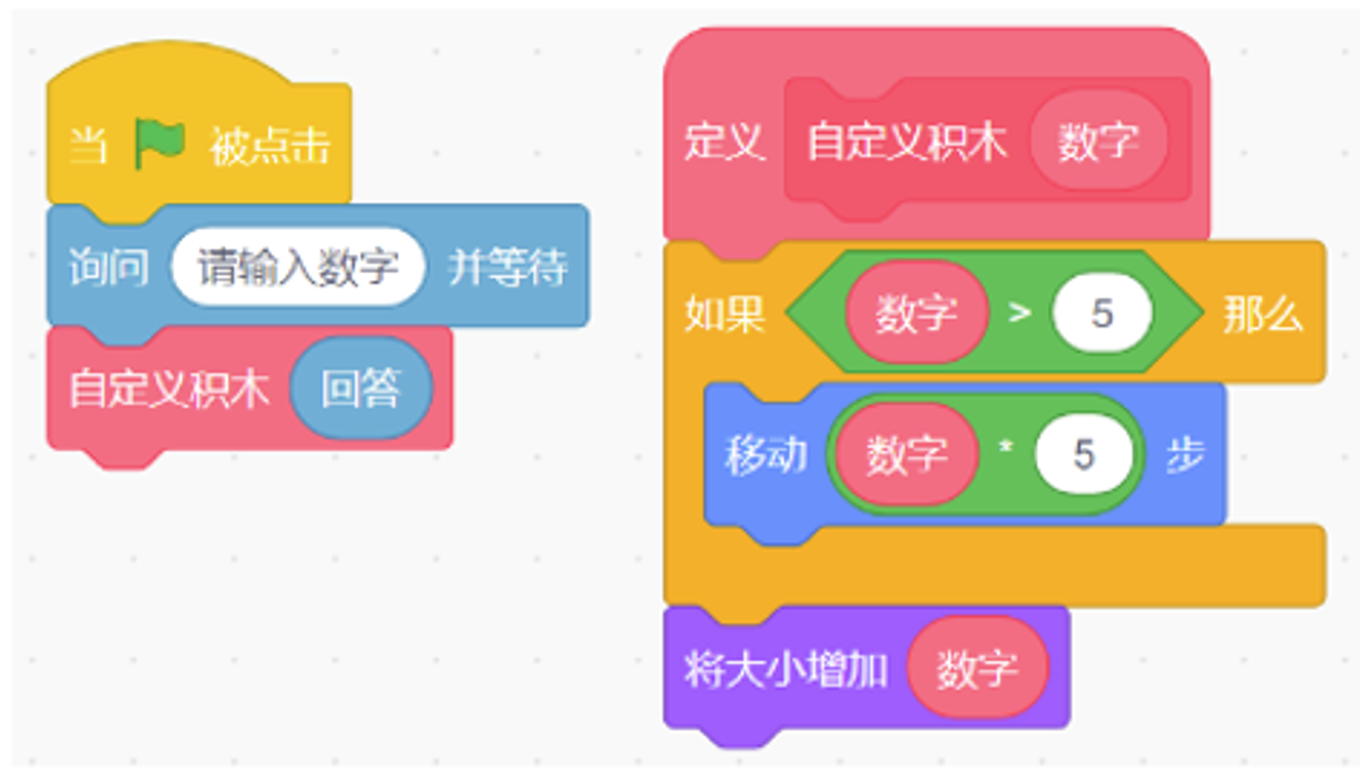 当 被点击
询问 请输入数字 并等待
自定义积木 回答
定义 自定义积木 数字
如果 数字 > 5 那么
移动 数字 * 5 步
将大小增加 数字